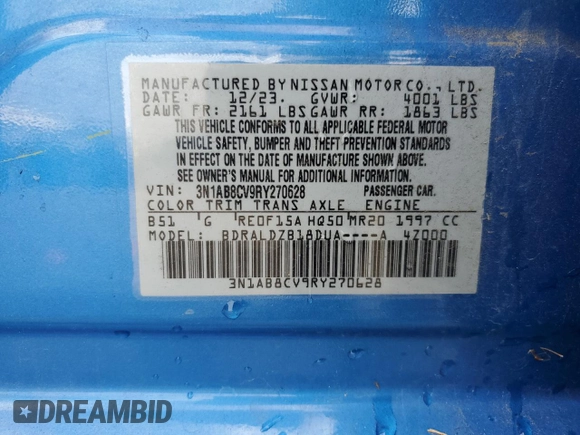 MANUFACTURED BY NISSAN MOTOR CO., LTD.
DATE: 12/23. GVWR: 4001 LBS
GAWR FR: 2161 LBS GAWR RR: 1863 LBS
THIS VEHICLE CONFORMS TO ALL APPLICABLE FEDERAL MOTOR
VEHICLE SAFETY, BUMPER AND THEFT PREVENTION STANDARDS
IN EFFECT ON THE DATE OF MANUFACTURE SHOWN ABOVE.
SEE OWNER'S MANUAL FOR ADDITIONAL INFORMATION.
VIN: 3N1AB8CV9RY270628 PASSENGER CAR.
COLOR TRIM TRANS AXLE ENGINE
B51 G RE0F15A HQ50 MR20 1997 CC
MODEL: BDRALDZB18DUA----A 4Z000
3N1AB8CV9RY270628
DREAMBID